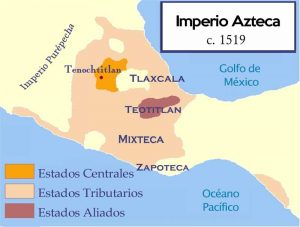 Imperio Azteca
c. 1519
Imperio Purépecha
Tenochtitlan
TLAXCALA
Golfo de
México
TEOTITLAN
MIXTECA
ZAPOTECA
Estados Centrales
Estados Tributarios
Estados Aliados
Océano
Pacífico